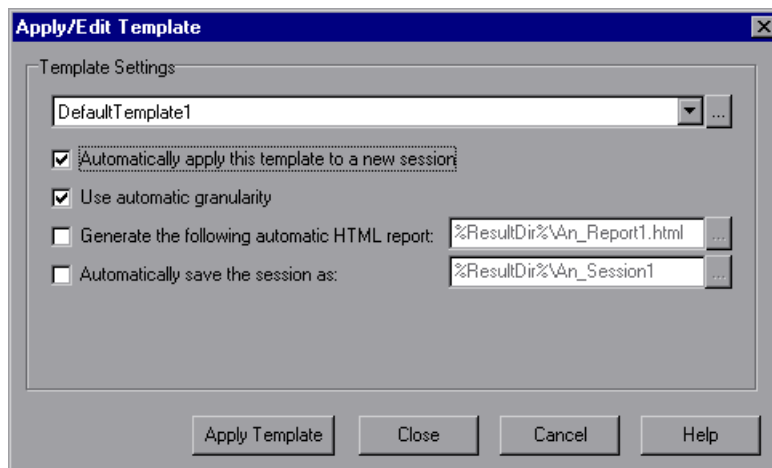 Apply/Edit Template
Template Settings
DefaultTemplate1 ...
Automatically apply this template to a new session
Use automatic granularity
Generate the following automatic HTML report: %ResultDir%\An_Report1.html ...
Automatically save the session as: %ResultDir%\An_Session1 ...
Apply Template Close Cancel Help